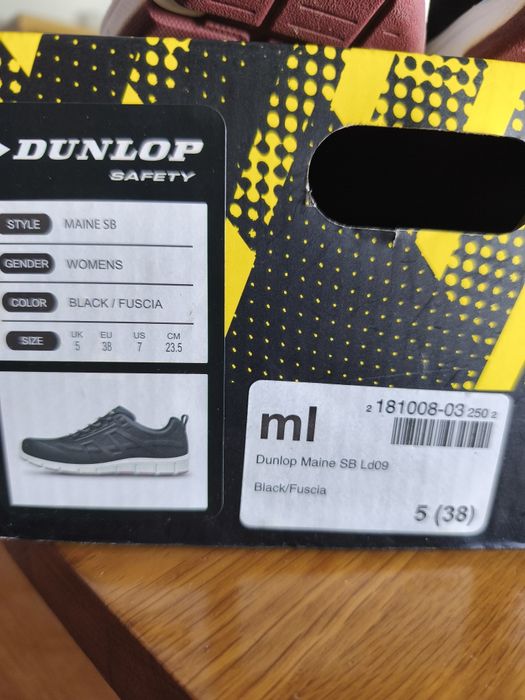 DUNLOP
SAFETY
STYLE MAINE SB
GENDER WOMENS
COLOR BLACK / FUSCIA
SIZE UK EU US CM
5 38 7 23.5
ml
2 181008-03 250 2
Dunlop Maine SB Ld09
Black/Fuscia
5 (38)